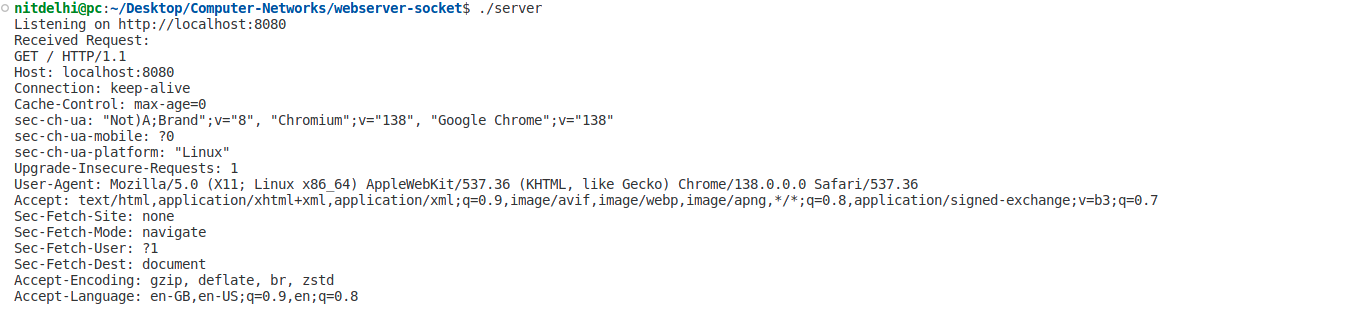 nitdelhi@pc:~/Desktop/Computer-Networks/webserver-socket$ ./server
Listening on http://localhost:8080
Received Request:
GET / HTTP/1.1
Host: localhost:8080
Connection: keep-alive
Cache-Control: max-age=0
sec-ch-ua: "Not)A;Brand";v="8", "Chromium";v="138", "Google Chrome";v="138"
sec-ch-ua-mobile: ?0
sec-ch-ua-platform: "Linux"
Upgrade-Insecure-Requests: 1
User-Agent: Mozilla/5.0 (X11; Linux x86_64) AppleWebKit/537.36 (KHTML, like Gecko) Chrome/138.0.0.0 Safari/537.36
Accept: text/html,application/xhtml+xml,application/xml;q=0.9,image/avif,image/webp,image/apng,*/*;q=0.8,application/signed-exchange;v=b3;q=0.7
Sec-Fetch-Site: none
Sec-Fetch-Mode: navigate
Sec-Fetch-User: ?1
Sec-Fetch-Dest: document
Accept-Encoding: gzip, deflate, br, zstd
Accept-Language: en-GB,en-US;q=0.9,en;q=0.8